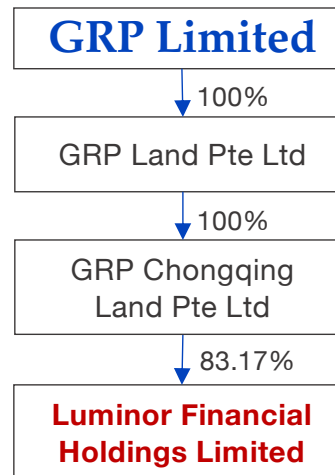 GRP Limited
100%
GRP Land Pte Ltd
100%
GRP Chongqing
Land Pte Ltd
83.17%
Luminor Financial
Holdings Limited